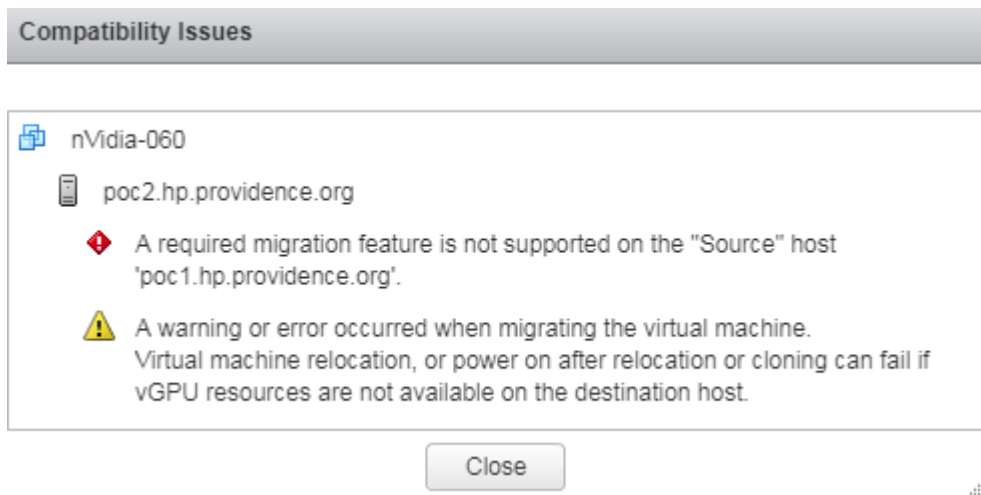 Compatibility Issues
nVidia-060
poc2.hp.providence.org
A required migration feature is not supported on the "Source" host
'poc1.hp.providence.org'.
A warning or error occurred when migrating the virtual machine.
Virtual machine relocation, or power on after relocation or cloning can fail if
vGPU resources are not available on the destination host.
Close